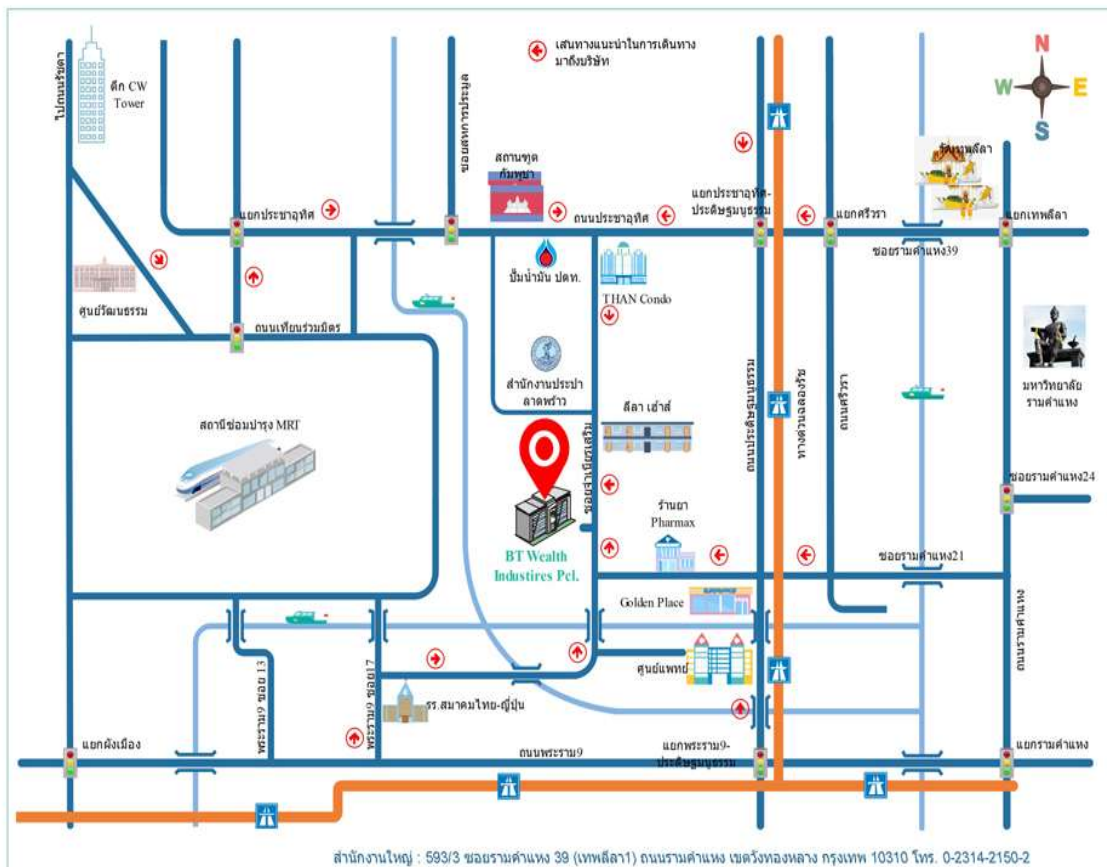 เส้นทางแนะนำในการเดินทาง
มาถึงบริษัท
N
W
E
S
ไปถนนรัชดา
ตึก CW
Tower
ซอยสหการประมูล
สถานฑูต
กัมพูชา
วัดเทพลีลา
แยกประชาอุทิศ
ถนนประชาอุทิศ
แยกประชาอุทิศ-
ประดิษฐมนูธรรม
แยกศรีวรา
แยกเทพลีลา
ซอยรามคำแหง39
ปั๊มน้ำมัน ปตท.
THAN Condo
ศูนย์วัฒนธรรม
ถนนเทียนร่วมมิตร
สำนักงานประปา
ลาดพร้าว
ลีลา เฮ้าส์
ถนนประดิษฐมนูธรรม
ทางด่วนฉลองรัช
ถนนศรีวรา
มหาวิทยาลัย
รามคำแหง
สถานีซ่อมบำรุง MRT
ซอยจำเนียรเสริม
ซอยรามคำแหง24
ร้านยา
Pharmax
BT Wealth
Industires Pcl.
ซอยรามคำแหง21
Golden Place
ศูนย์แพทย์
ถนนรามคำแหง
พระราม9 ซอย 13
พระราม9 ซอย17
รร.สมาคมไทย-ญี่ปุ่น
แยกผังเมือง
ถนนพระราม9
แยกพระราม9-
ประดิษฐมนูธรรม
แยกรามคำแหง
สำนักงานใหญ่ : 593/3 ซอยรามคำแหง 39 (เทพลีลา1) ถนนรามคำแหง เขตวังทองหลาง กรุงเทพ 10310 โทร. 0-2314-2150-2